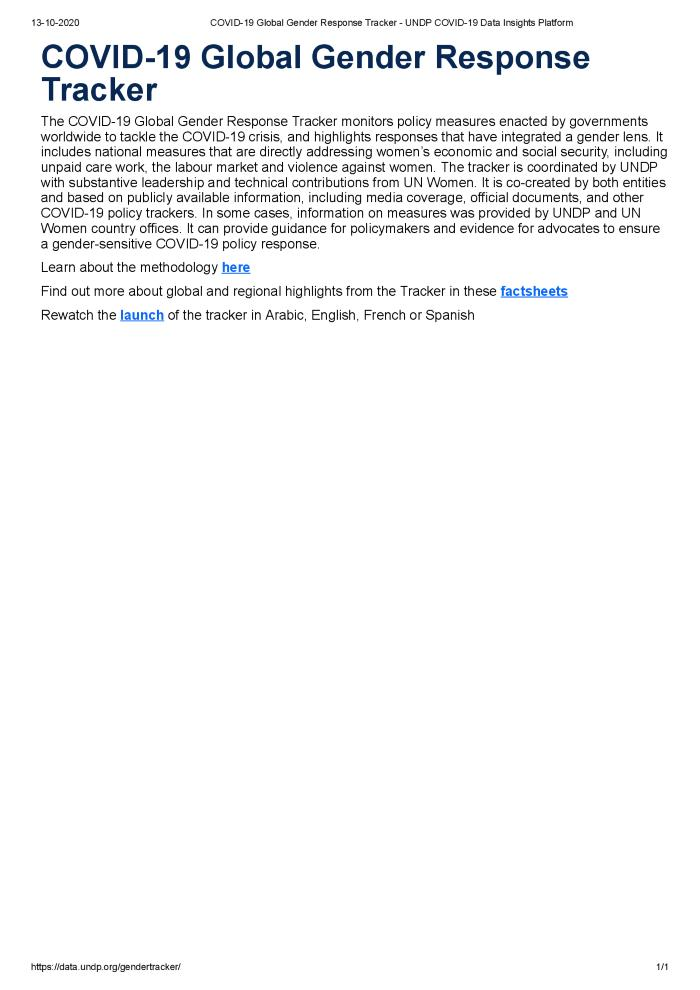 13-10-2020 COVID-19 Global Gender Response Tracker - UNDP COVID-19 Data Insights Platform
COVID-19 Global Gender Response
Tracker
The COVID-19 Global Gender Response Tracker monitors policy measures enacted by governments
worldwide to tackle the COVID-19 crisis, and highlights responses that have integrated a gender lens. It
includes national measures that are directly addressing women’s economic and social security, including
unpaid care work, the labour market and violence against women. The tracker is coordinated by UNDP
with substantive leadership and technical contributions from UN Women. It is co-created by both entities
and based on publicly available information, including media coverage, official documents, and other
COVID-19 policy trackers. In some cases, information on measures was provided by UNDP and UN
Women country offices. It can provide guidance for policymakers and evidence for advocates to ensure
a gender-sensitive COVID-19 policy response.
Learn about the methodology here
Find out more about global and regional highlights from the Tracker in these factsheets
Rewatch the launch of the tracker in Arabic, English, French or Spanish
https://data.undp.org/gendertracker/ 1/1